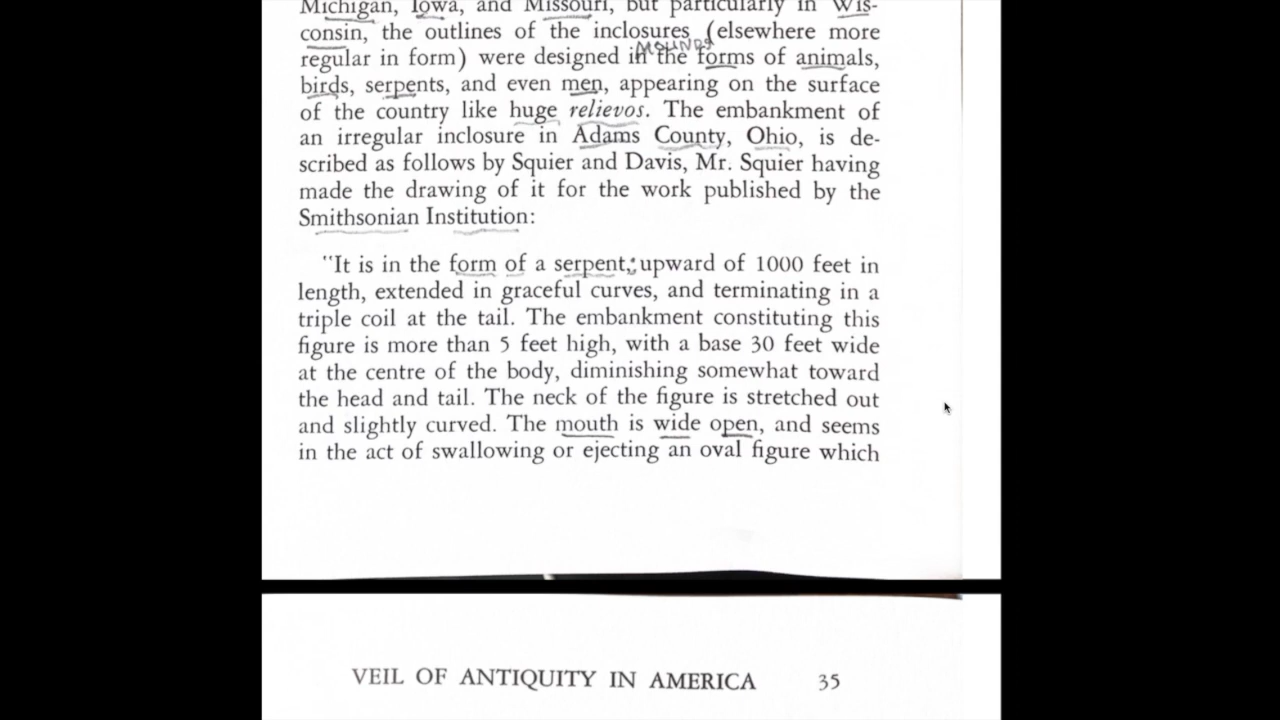 Michigan, Iowa, and Missouri, but particularly in Wis-
consin, the outlines of the inclosures (elsewhere more
MOUNDS
regular in form) were designed in the forms of animals,
birds, serpents, and even men, appearing on the surface
of the country like huge relievos. The embankment of
an irregular inclosure in Adams County, Ohio, is de-
scribed as follows by Squier and Davis, Mr. Squier having
made the drawing of it for the work published by the
Smithsonian Institution:
"It is in the form of a serpent, upward of 1000 feet in
length, extended in graceful curves, and terminating in a
triple coil at the tail. The embankment constituting this
figure is more than 5 feet high, with a base 30 feet wide
at the centre of the body, diminishing somewhat toward
the head and tail. The neck of the figure is stretched out
and slightly curved. The mouth is wide open, and seems
in the act of swallowing or ejecting an oval figure which
VEIL OF ANTIQUITY IN AMERICA 35